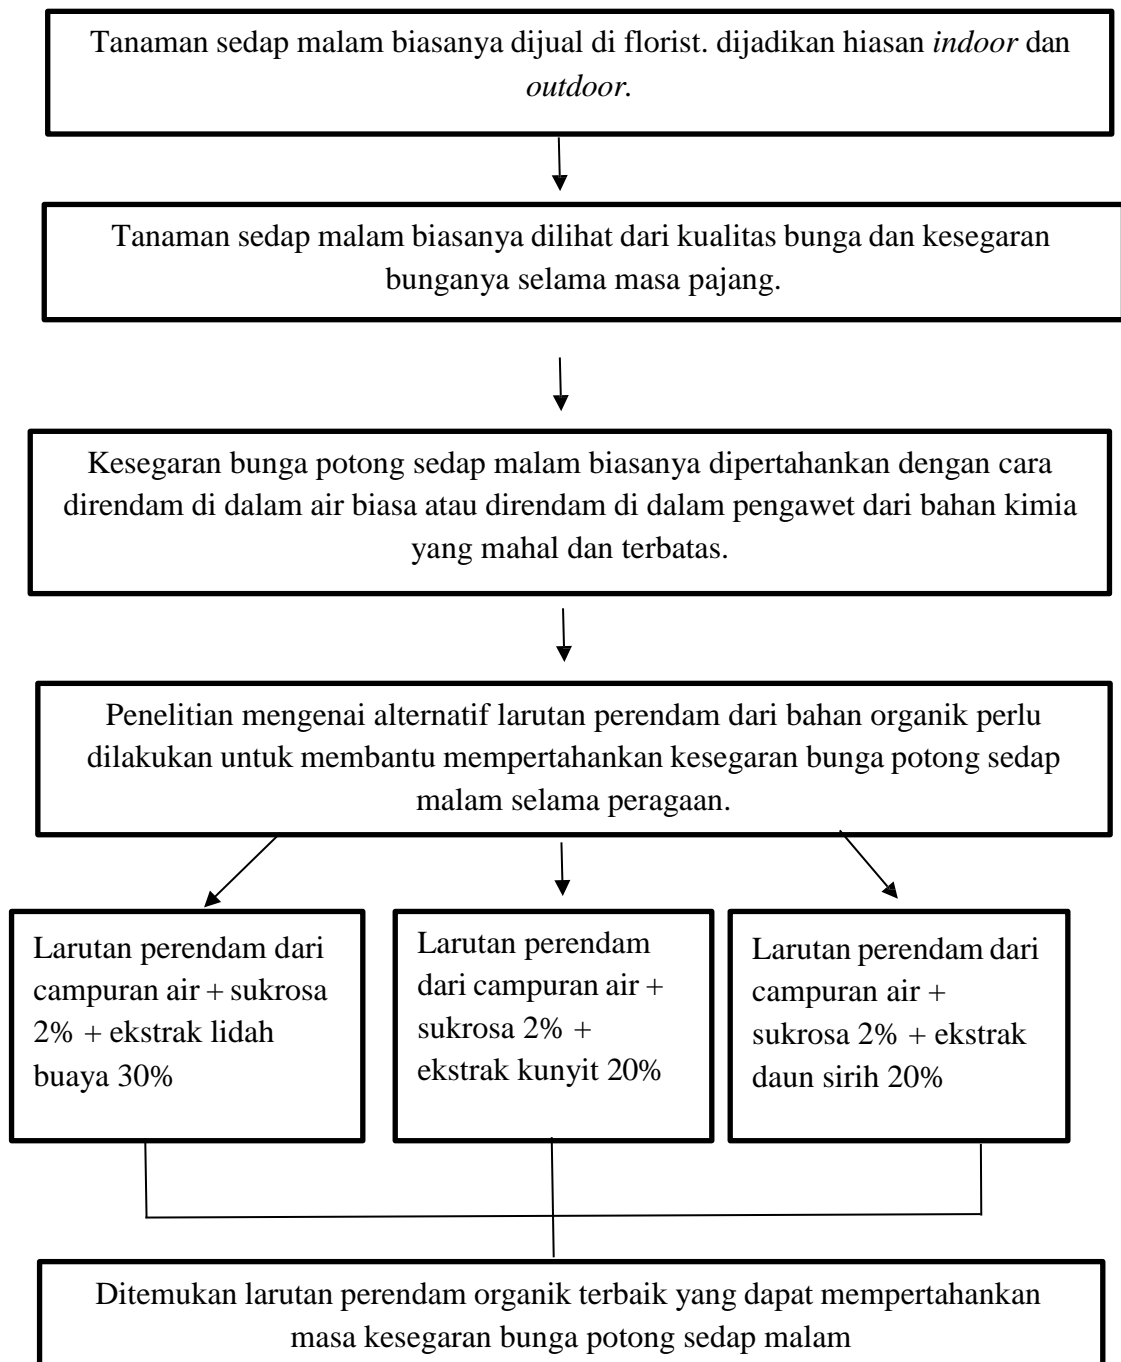 Tanaman sedap malam biasanya dijual di florist. dijadikan hiasan indoor dan
outdoor.
Tanaman sedap malam biasanya dilihat dari kualitas bunga dan kesegaran
bunganya selama masa pajang.
Kesegaran bunga potong sedap malam biasanya dipertahankan dengan cara
direndam di dalam air biasa atau direndam di dalam pengawet dari bahan kimia
yang mahal dan terbatas.
Penelitian mengenai alternatif larutan perendam dari bahan organik perlu
dilakukan untuk membantu mempertahankan kesegaran bunga potong sedap
malam selama peragaan.
Larutan perendam dari
campuran air + sukrosa
2% + ekstrak lidah
buaya 30%
Larutan perendam
dari campuran air +
sukrosa 2% +
ekstrak kunyit 20%
Larutan perendam dari
campuran air +
sukrosa 2% + ekstrak
daun sirih 20%
Ditemukan larutan perendam organik terbaik yang dapat mempertahankan
masa kesegaran bunga potong sedap malam